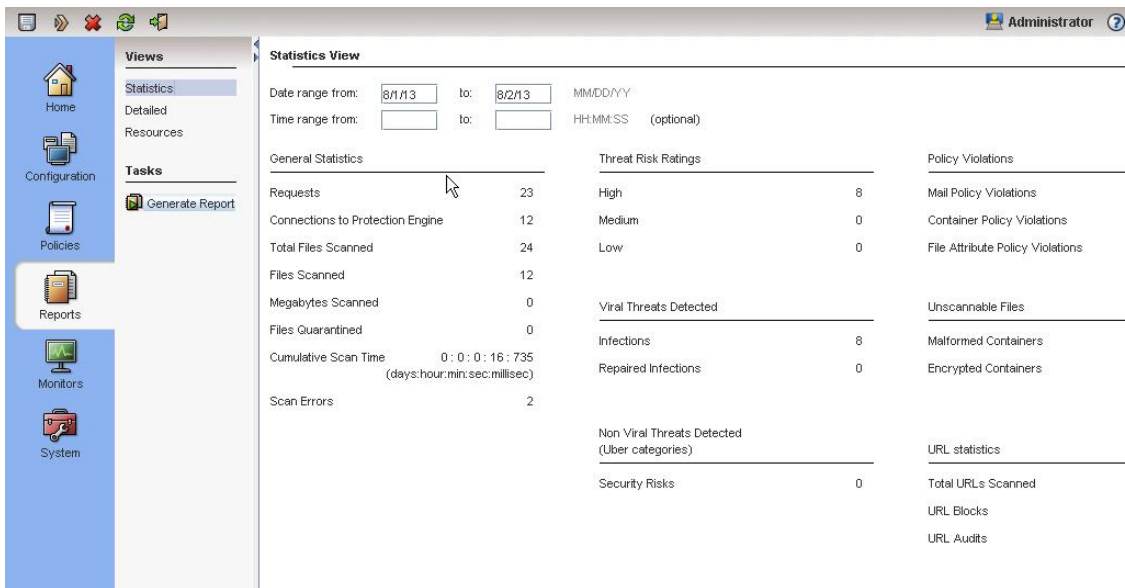 Administrator
Home
Configuration
Policies
Reports
Monitors
System
Views
Statistics
Detailed
Resources
Tasks
Generate Report
Statistics View
Date range from: 8/1/13 to: 8/2/13 MM/DD/YY
Time range from: to: HH:MM:SS (optional)
General Statistics
Requests 23
Connections to Protection Engine 12
Total Files Scanned 24
Files Scanned 12
Megabytes Scanned 0
Files Quarantined 0
Cumulative Scan Time 0:0:0:16:735
(days:hour:min:sec:millisec)
Scan Errors 2
Threat Risk Ratings
High 8
Medium 0
Low 0
Viral Threats Detected
Infections 8
Repaired Infections 0
Non Viral Threats Detected
(Uber categories)
Security Risks 0
Policy Violations
Mail Policy Violations
Container Policy Violations
File Attribute Policy Violations
Unscannable Files
Malformed Containers
Encrypted Containers
URL statistics
Total URLs Scanned
URL Blocks
URL Audits